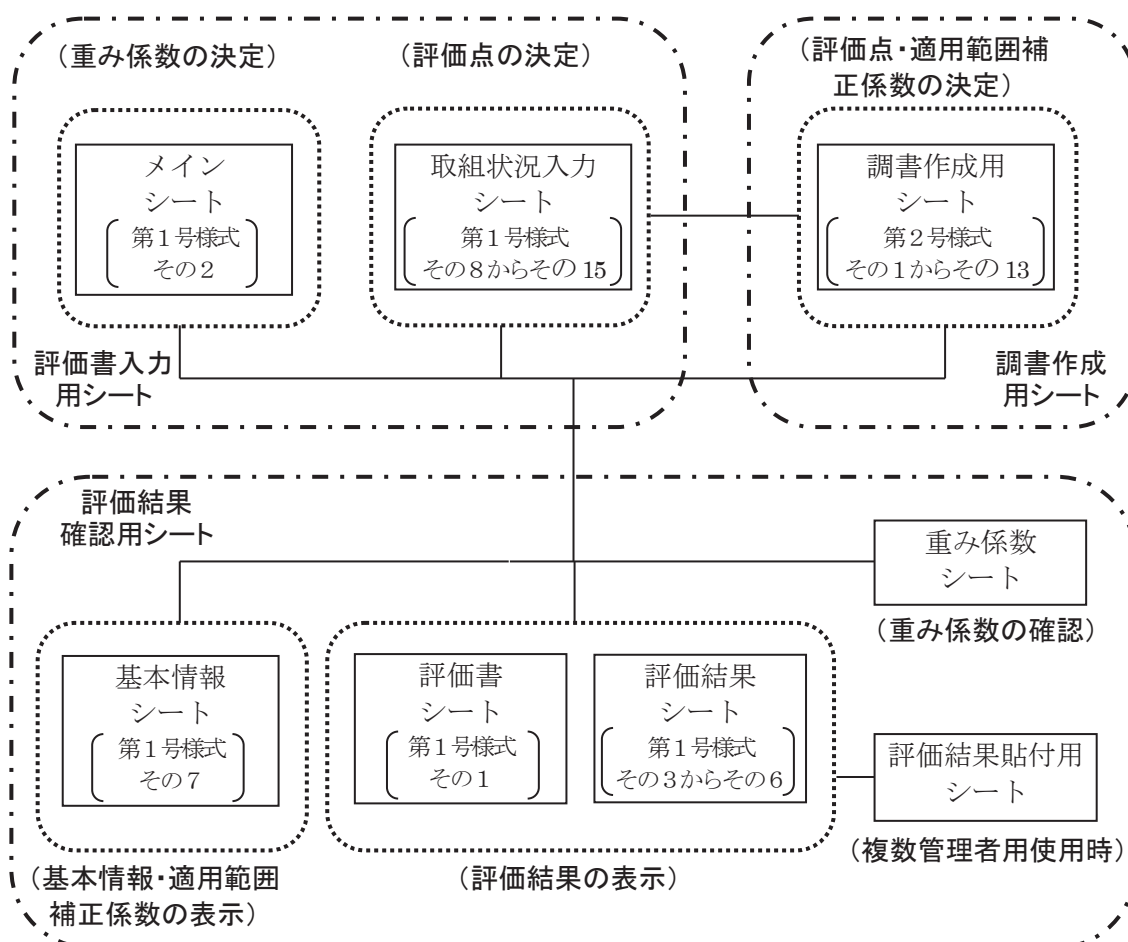 （重み係数の決定）
（評価点の決定）
（評価点・適用範囲補
正係数の決定）
メイン
シート
第１号様式
その２
取組状況入力
シート
第１号様式
その８からその 15
調書作成用
シート
第２号様式
その１からその 13
評価書入力
用シート
調書作成
用シート
評価結果
確認用シート
重み係数
シート
（重み係数の確認）
基本情報
シート
第１号様式
その７
評価書
シート
第１号様式
その１
評価結果
シート
第１号様式
その３からその６
評価結果貼付用
シート
（複数管理者用使用時）
（基本情報・適用範囲
補正係数の表示）
（評価結果の表示）